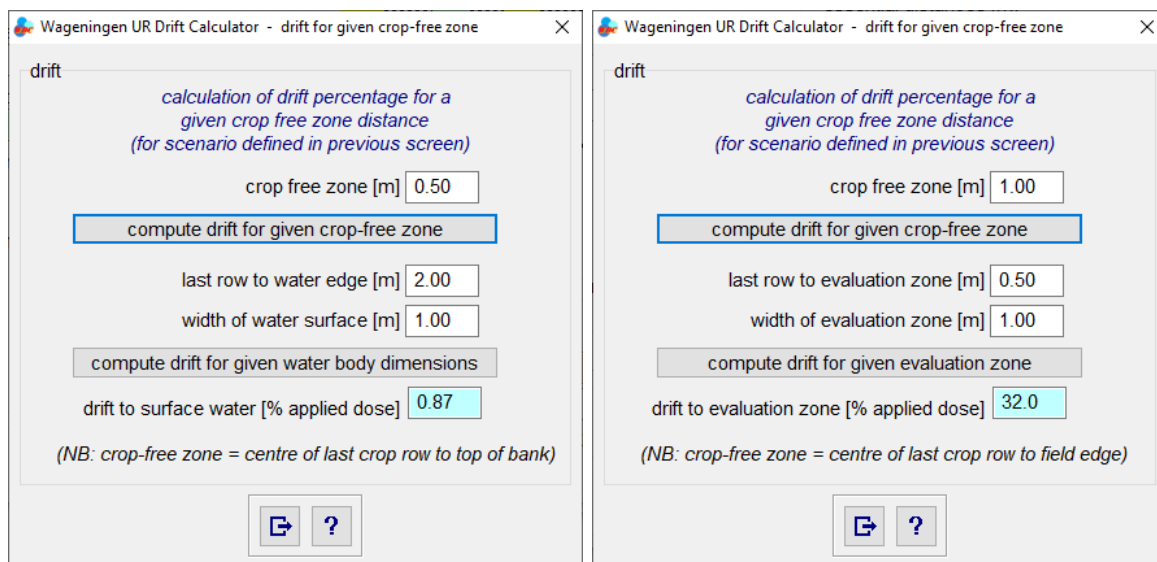 Wageningen UR Drift Calculator - drift for given crop-free zone
drift
calculation of drift percentage for a
given crop free zone distance
(for scenario defined in previous screen)
crop free zone [m] 0.50
compute drift for given crop-free zone
last row to water edge [m] 2.00
width of water surface [m] 1.00
compute drift for given water body dimensions
drift to surface water [% applied dose] 0.87
(NB: crop-free zone = centre of last crop row to top of bank)
?
Wageningen UR Drift Calculator - drift for given crop-free zone
drift
calculation of drift percentage for a
given crop free zone distance
(for scenario defined in previous screen)
crop free zone [m] 1.00
compute drift for given crop-free zone
last row to evaluation zone [m] 0.50
width of evaluation zone [m] 1.00
compute drift for given evaluation zone
drift to evaluation zone [% applied dose] 32.0
(NB: crop-free zone = centre of last crop row to field edge)
?